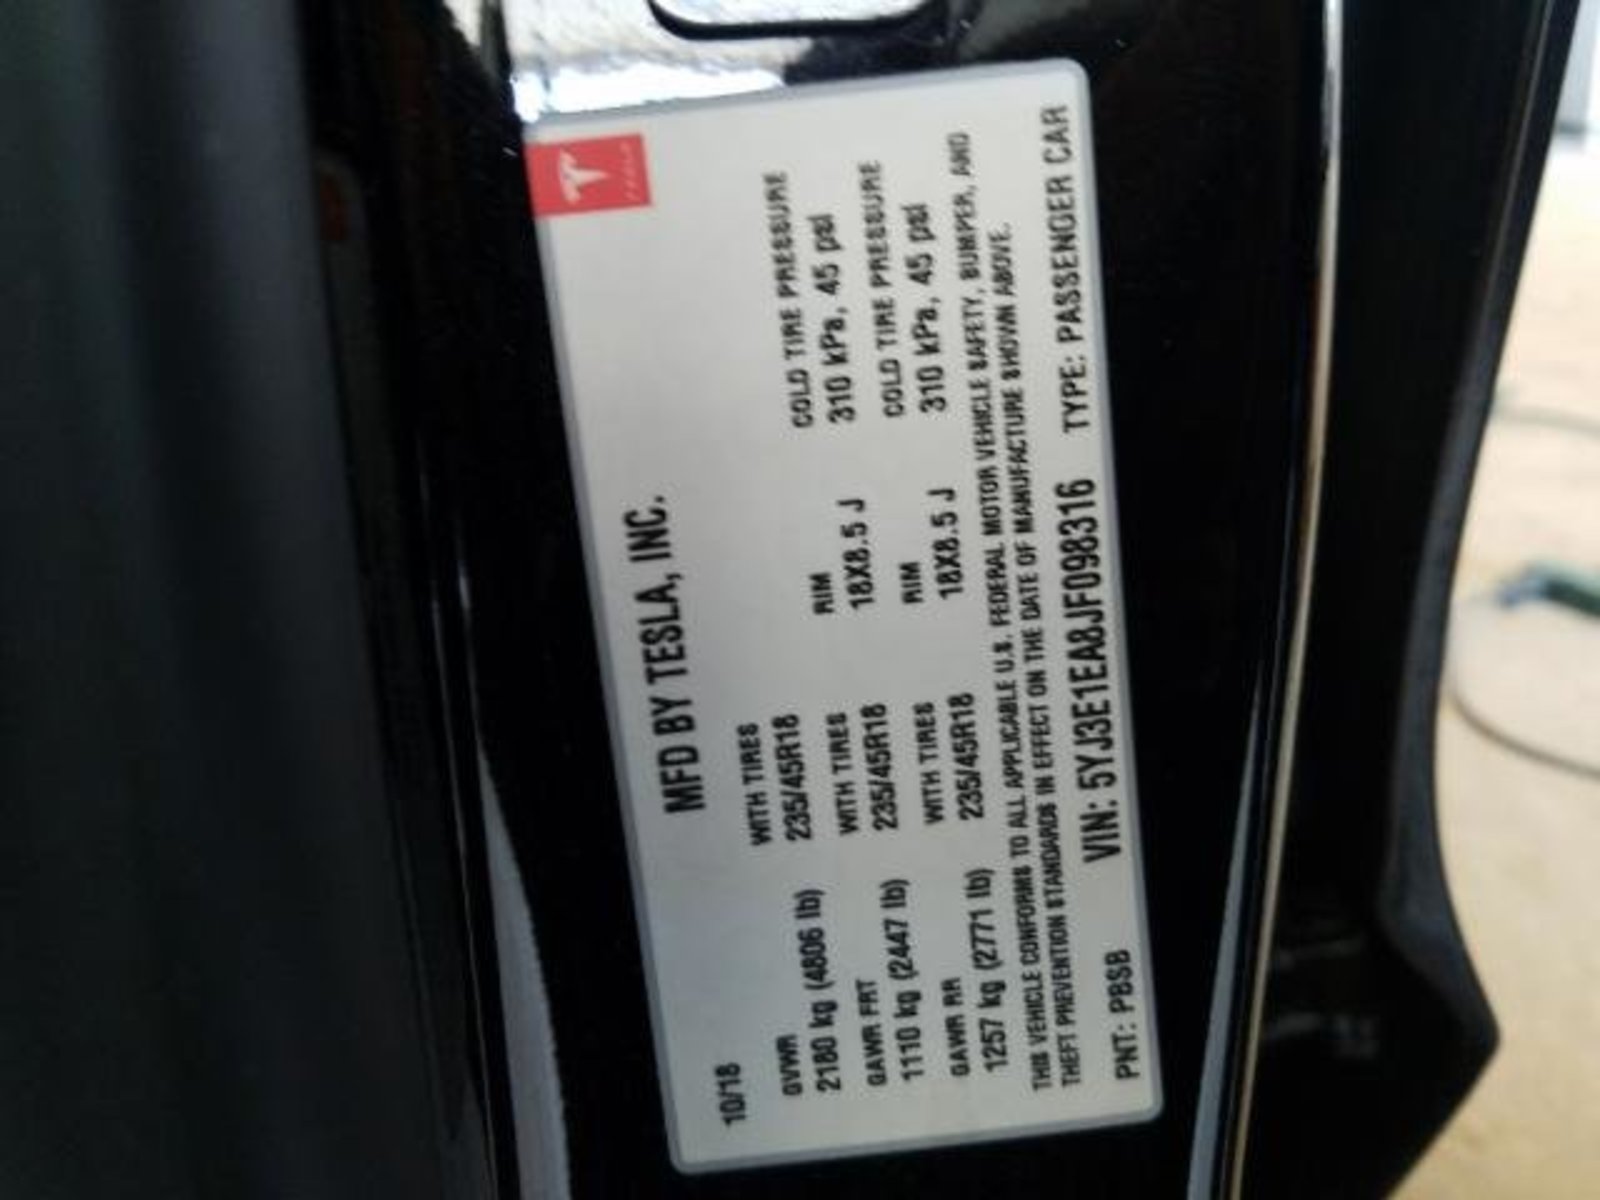 TESLA
MFD BY TESLA, INC.
10/18
GVWR WITH TIRES
2180 kg (4806 lb) 235/45R18 RIM COLD TIRE PRESSURE
GAWR FRT WITH TIRES 18X8.5 J 310 kPa, 45 psi
1110 kg (2447 lb) 235/45R18 RIM COLD TIRE PRESSURE
GAWR RR WITH TIRES 18X8.5 J 310 kPa, 45 psi
1257 kg (2771 lb) 235/45R18
THIS VEHICLE CONFORMS TO ALL APPLICABLE U.S. FEDERAL MOTOR VEHICLE SAFETY, BUMPER, AND
THEFT PREVENTION STANDARDS IN EFFECT ON THE DATE OF MANUFACTURE SHOWN ABOVE.
PNT: PBSB VIN: 5YJ3E1EA8JF098316 TYPE: PASSENGER CAR